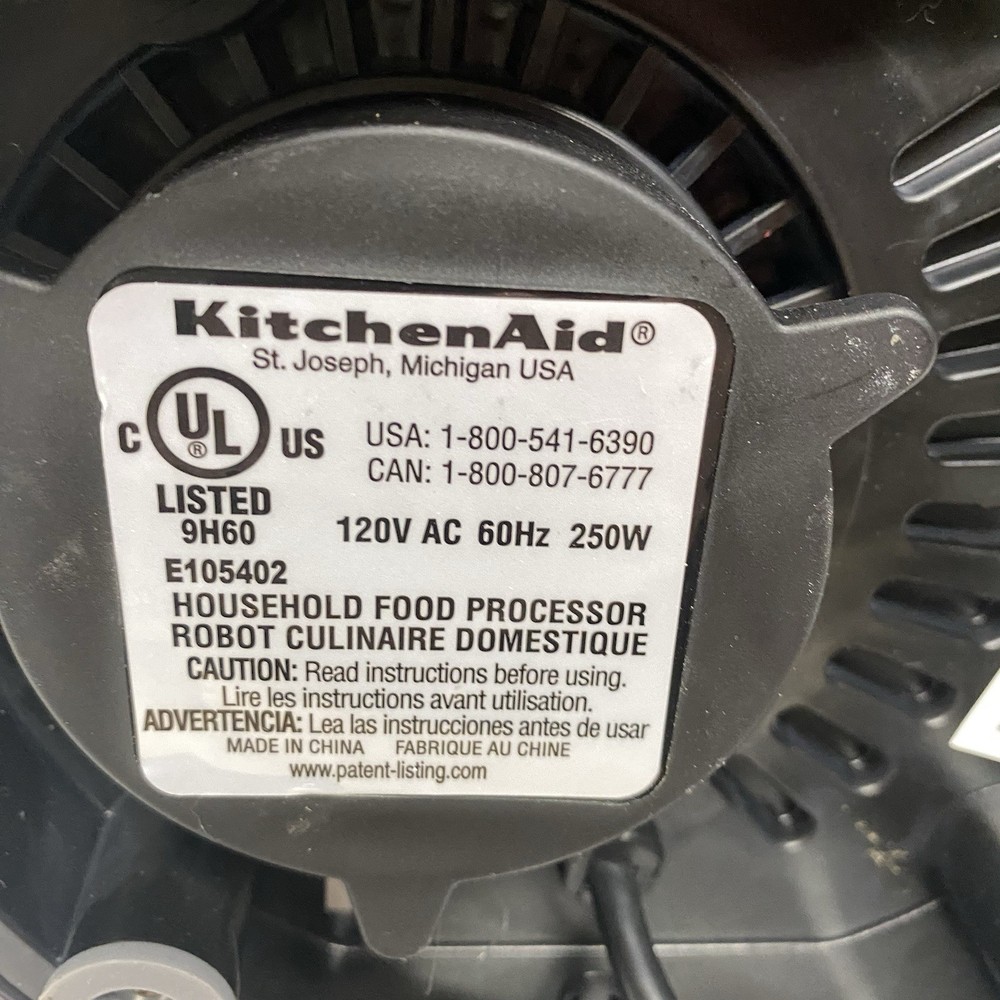 KitchenAid®
St. Joseph, Michigan USA
C UL® US
USA: 1-800-541-6390
CAN: 1-800-807-6777
LISTED
9H60
120V AC 60Hz 250W
E105402
HOUSEHOLD FOOD PROCESSOR
ROBOT CULINAIRE DOMESTIQUE
CAUTION: Read instructions before using.
Lire les instructions avant utilisation.
ADVERTENCIA: Lea las instrucciones antes de usar
MADE IN CHINA FABRIQUE AU CHINE
www.patent-listing.com